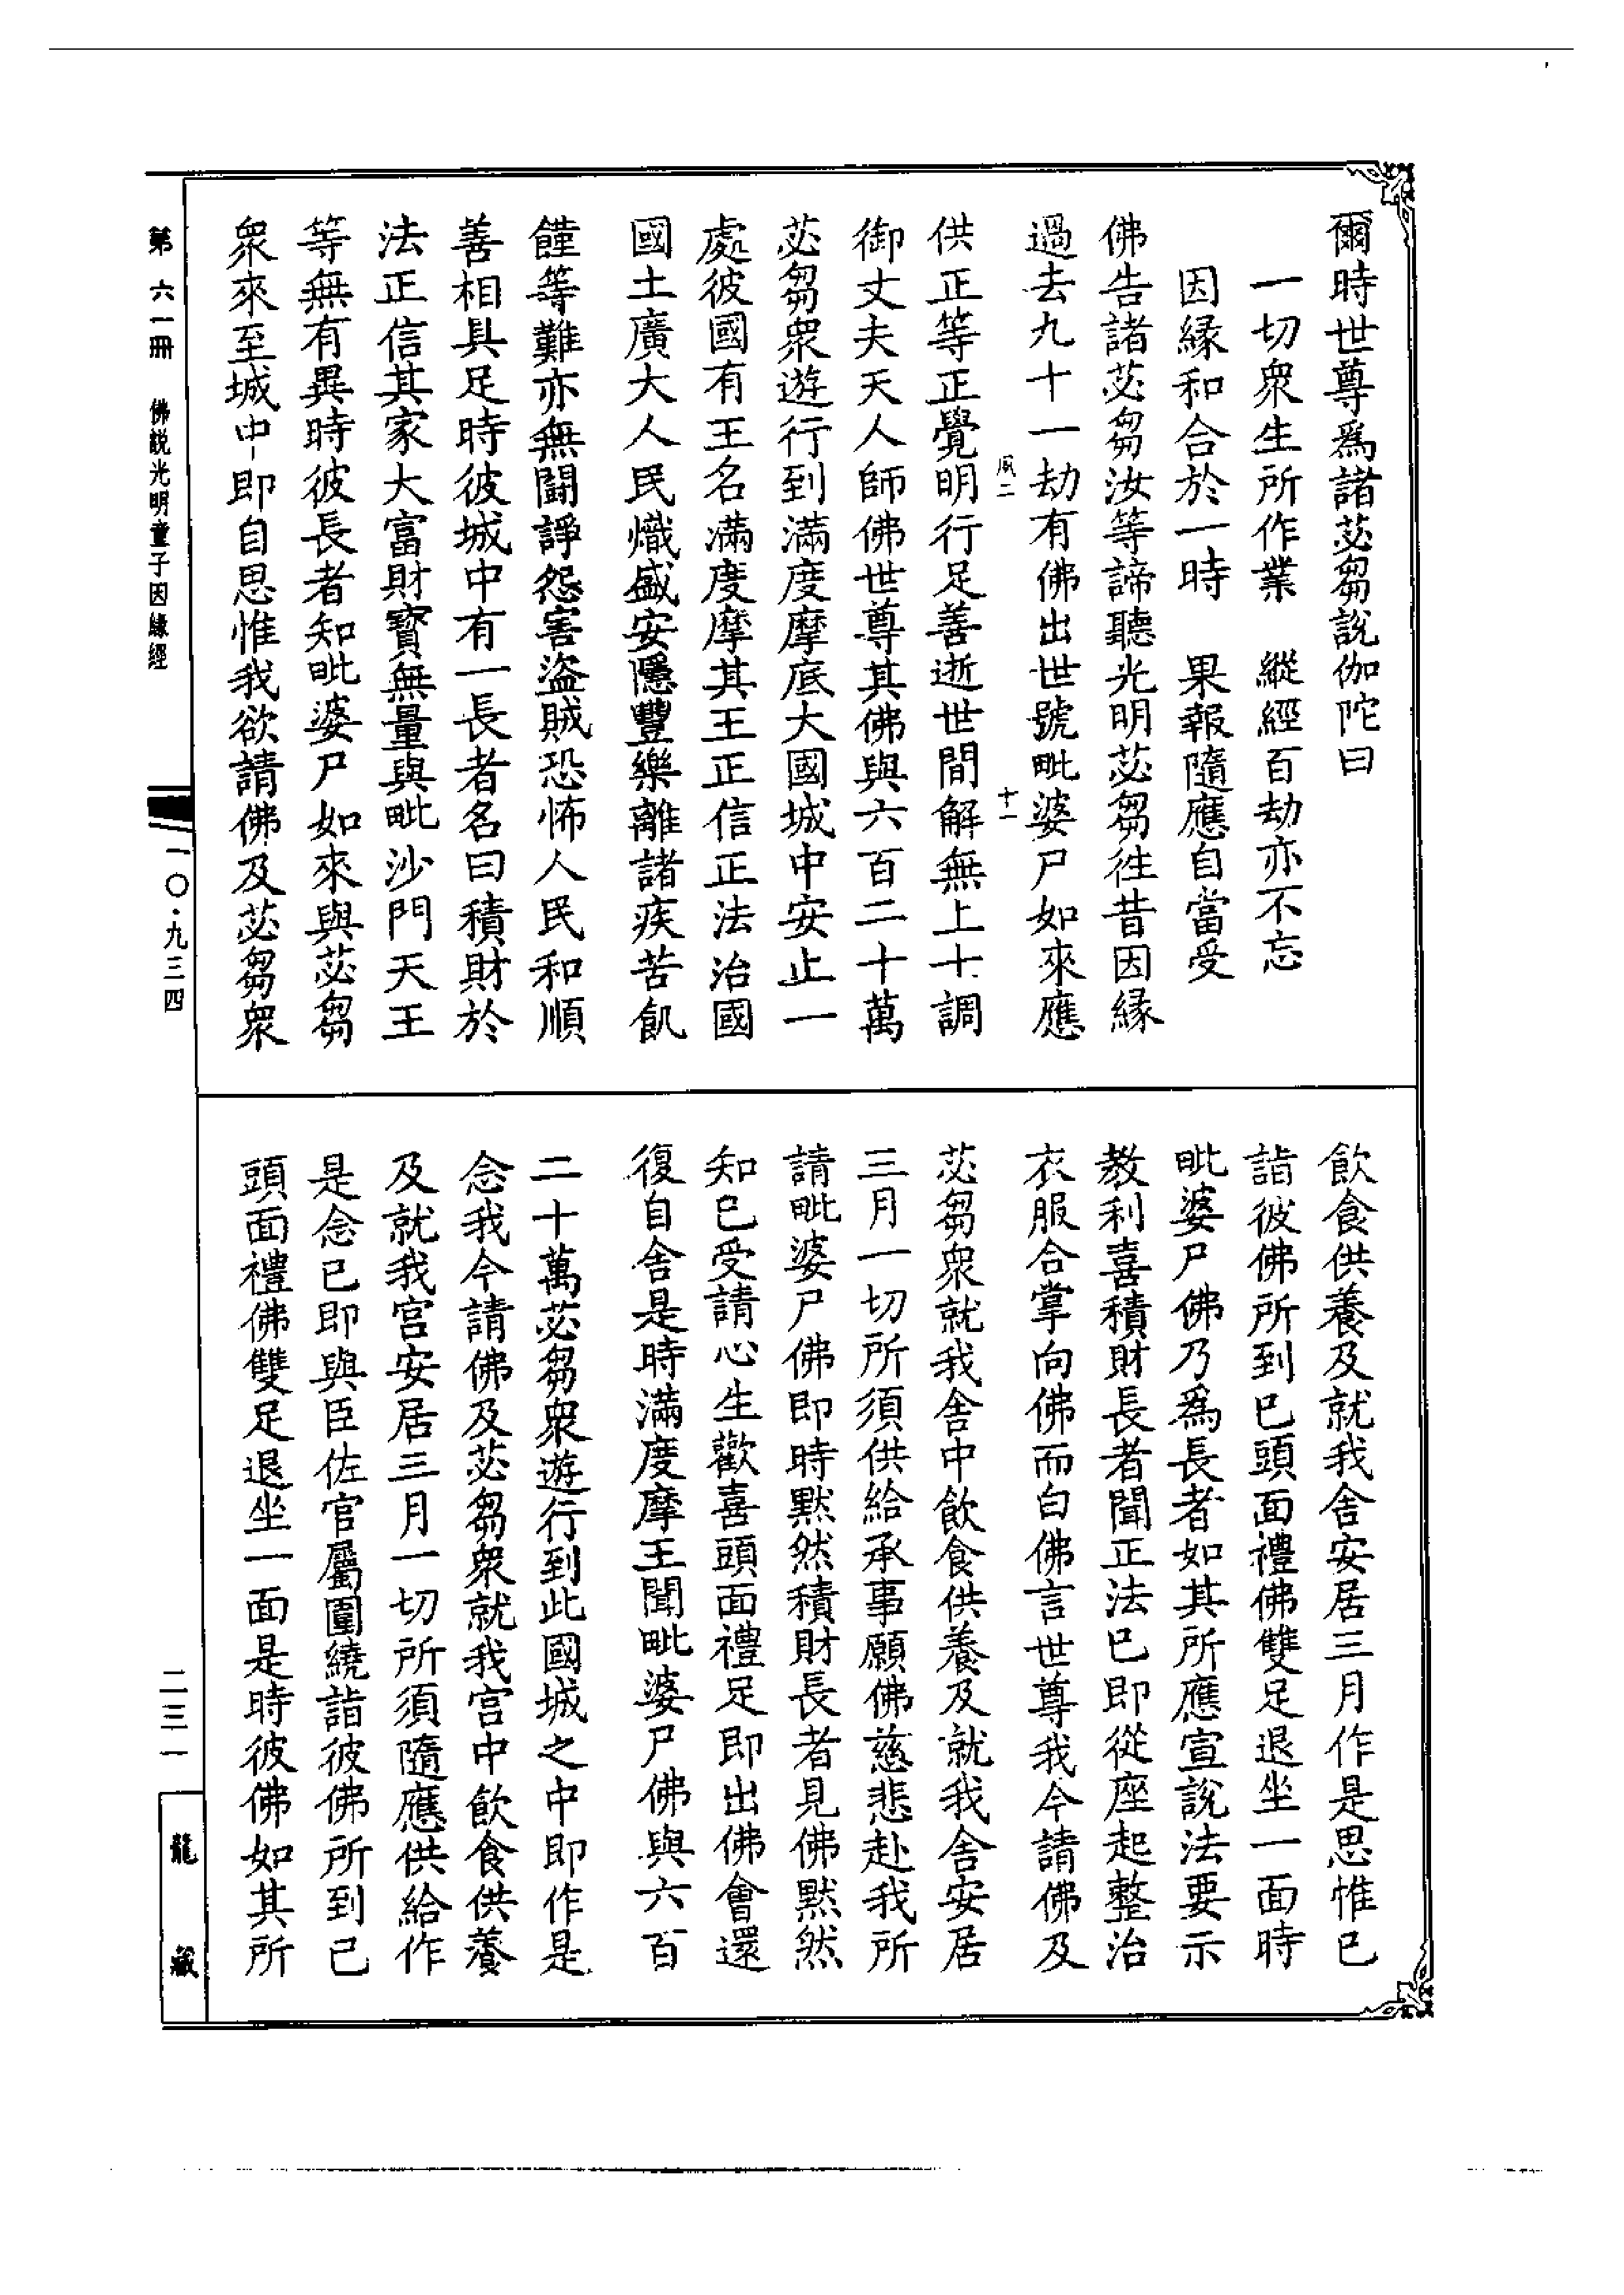 爾時世尊爲諸苾芻說伽陀曰
一切衆生所作業　縱經百劫亦不忘
因緣和合於一時　果報隨應自當受
佛告諸苾芻汝等諦聽光明苾芻徃昔因緣
過去九十一劫有佛出世號毗婆尸如來應
風二　十一
供正等正覺明行足善逝世間解無上士調
御丈夫天人師佛世尊其佛與六百二十萬
苾芻衆遊行到滿度摩底大國城中安止一
處彼國有王名滿度摩其王正信正法治國
國土廣大人民熾盛安隱豐樂離諸疾苦飢
饉等難亦無鬪諍怨害盜賊恐怖人民和順
善相具足時彼城中有一長者名曰積財於
法正信其家大富財寶無量與毗沙門天王
等無有異時彼長者知毗婆尸如來與苾芻
衆來至城中即自思惟我欲請佛及苾芻衆
飲食供養及就我舍安居三月作是思惟已
詣彼佛所到已頭面禮佛雙足退坐一面時
毗婆尸佛乃爲長者如其所應宣說法要示
教利喜積財長者聞正法已即從座起整治
衣服合掌向佛而白佛言世尊我今請佛及
苾芻衆就我舍中飲食供養及就我舍安居
三月一切所須供給承事願佛慈悲赴我所
請毗婆尸佛即時默然積財長者見佛默然
知已受請心生歡喜頭面禮足即出佛會還
復自舍是時滿度摩王聞毗婆尸佛與六百
二十萬苾芻衆遊行到此國城之中即作是
念我今請佛及苾芻衆就我宮中飲食供養
及就我宮安居三月一切所須隨應供給作
是念已即與臣佐官屬圍繞詣彼佛所到已
頭面禮佛雙足退坐一面是時彼佛如其所
第六一冊　佛說光明童子因緣經
一〇·九三四
二三一
龍藏